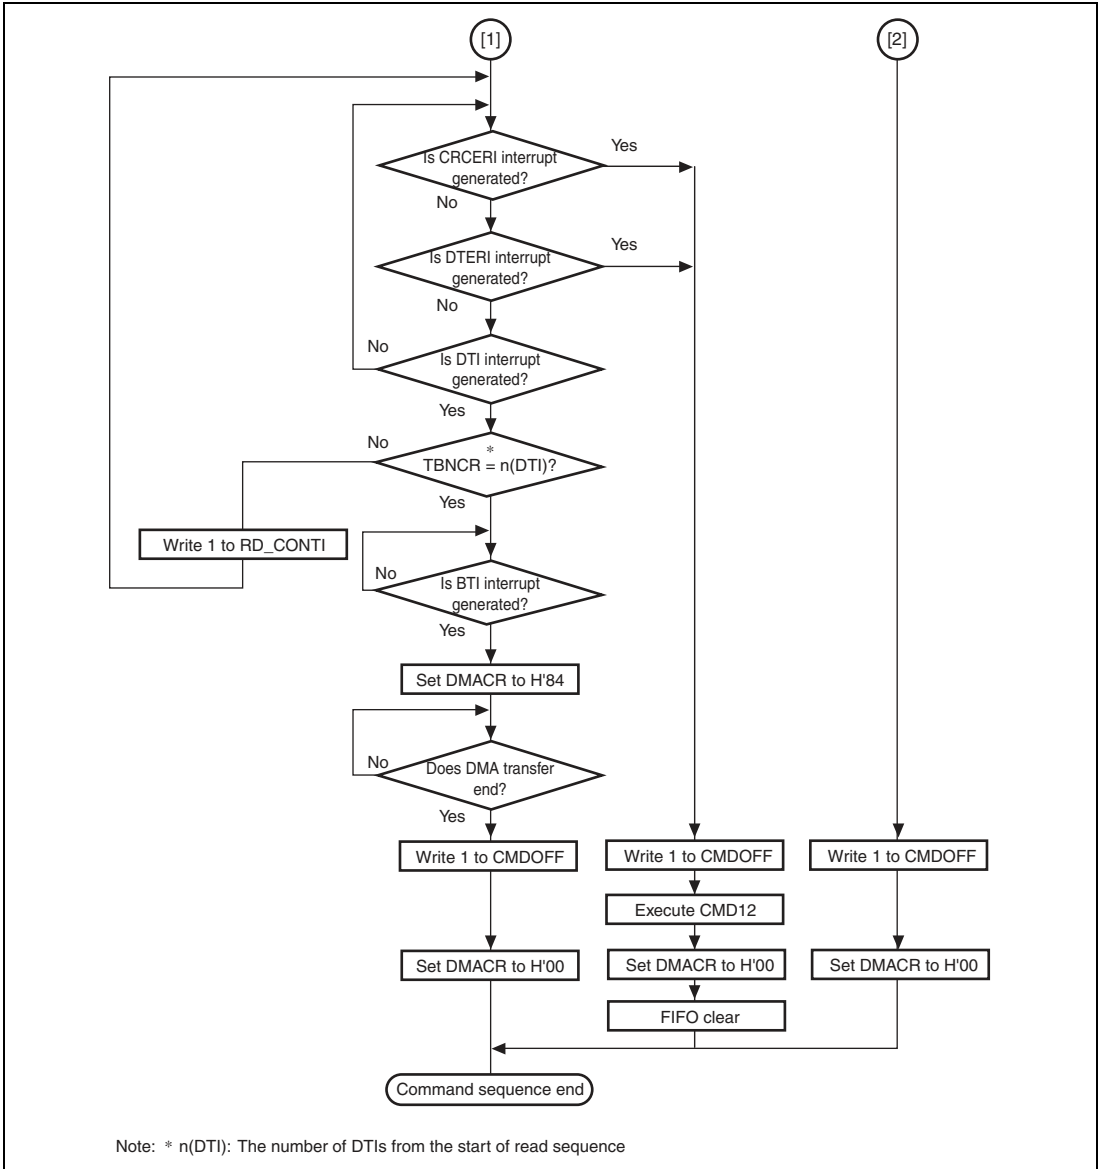 [1]
[2]
Is CRCERI interrupt
generated?
Yes
No
Is DTERI interrupt
generated?
Yes
No
Is DTI interrupt
generated?
No
Yes
*
TBNCR = n(DTI)?
No
Yes
Write 1 to RD_CONTI
Is BTI interrupt
generated?
No
Yes
Set DMACR to H'84
Does DMA transfer
end?
No
Yes
Write 1 to CMDOFF
Write 1 to CMDOFF
Write 1 to CMDOFF
Execute CMD12
Set DMACR to H'00
Set DMACR to H'00
Set DMACR to H'00
FIFO clear
Command sequence end
Note: * n(DTI): The number of DTIs from the start of read sequence